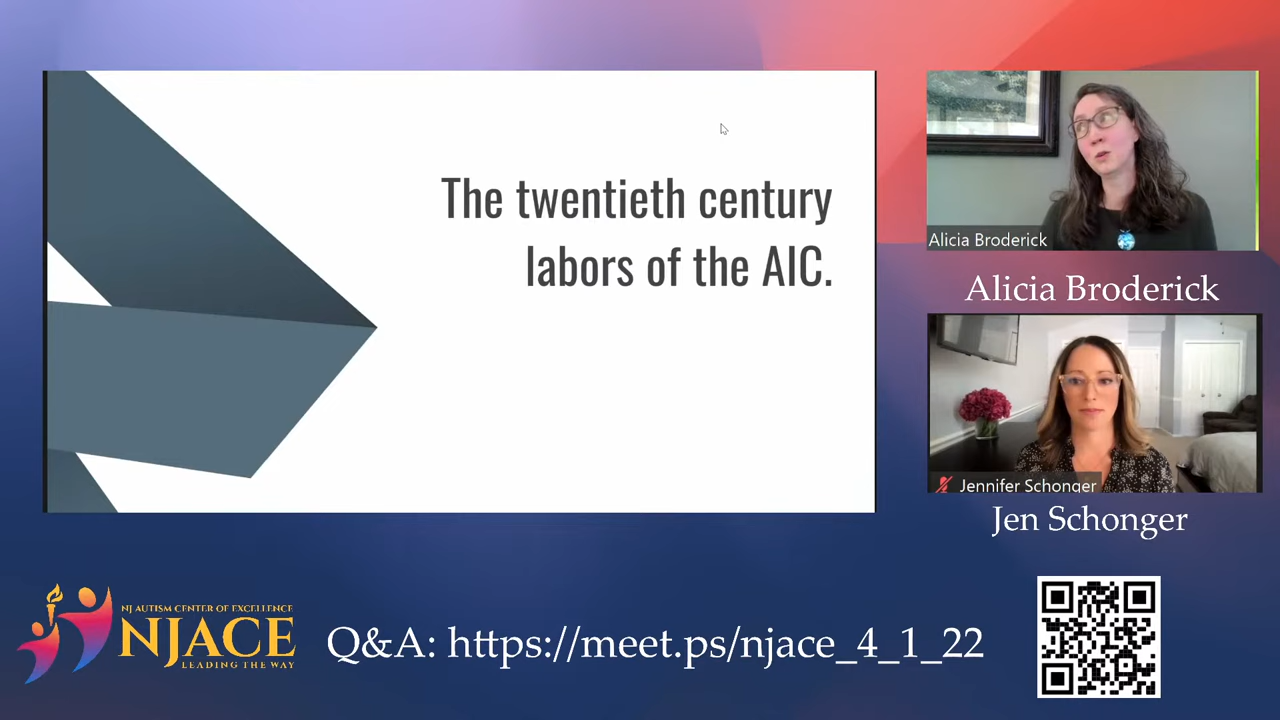 The twentieth century
labors of the AIC.
Alicia Broderick
Alicia Broderick
Jennifer Schonger
Jen Schonger
NJ AUTISM CENTER OF EXCELLENCE
NJACE
LEADING THE WAY
Q&A: https://meet.ps/njace_4_1_22